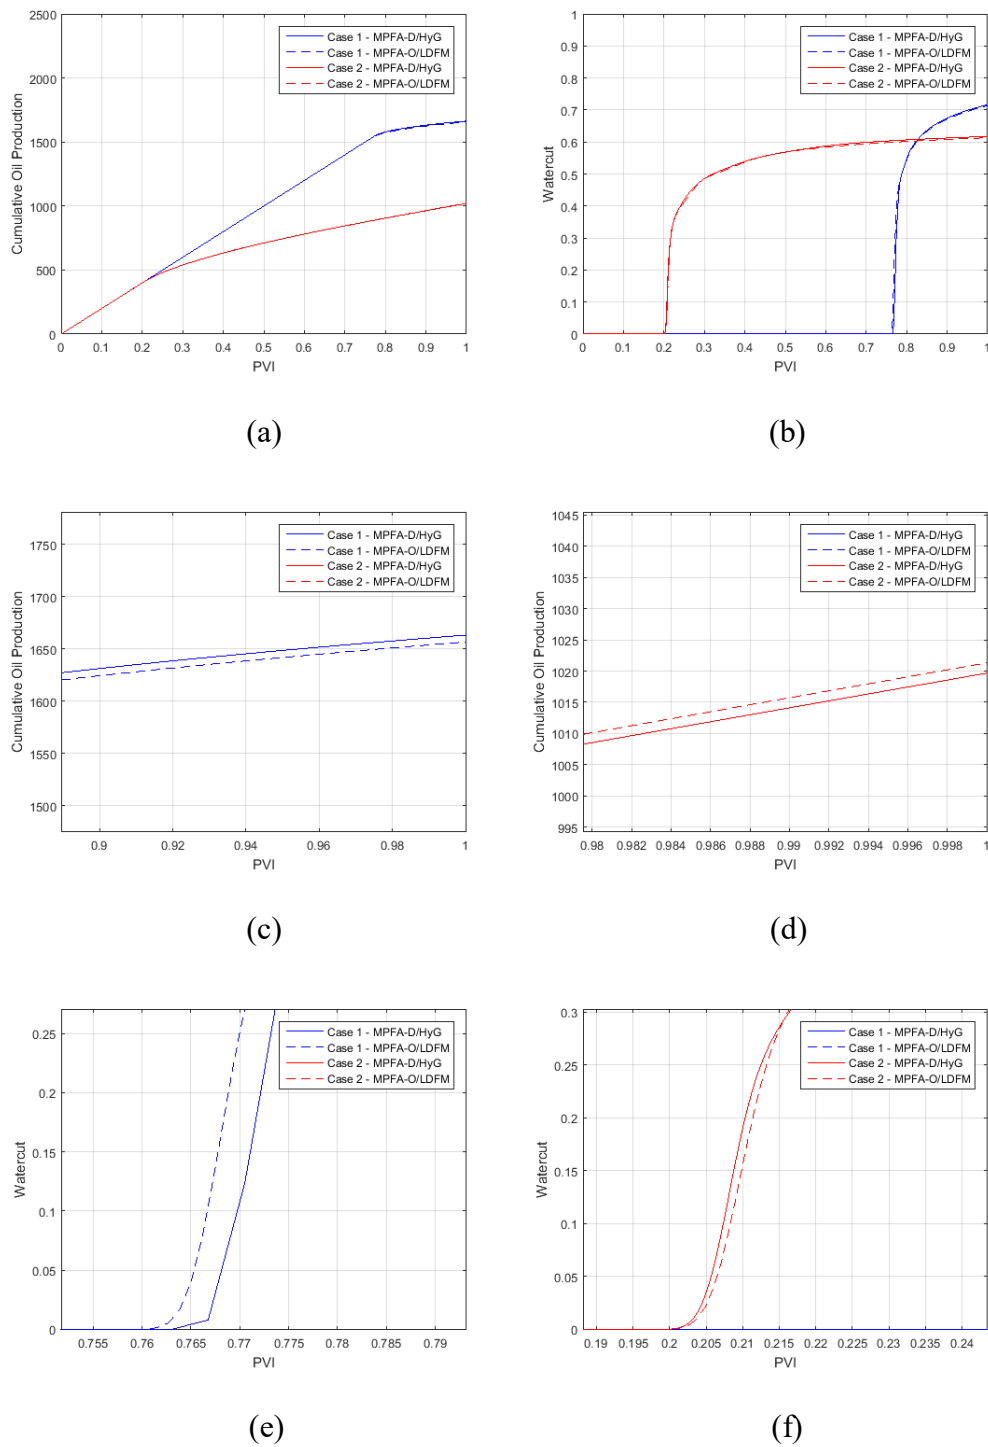 2500
2000
1500
1000
500
0
Cumulative Oil Production
0 0.1 0.2 0.3 0.4 0.5 0.6 0.7 0.8 0.9 1
PVI
Case 1 - MPFA-D/HyG
Case 1 - MPFA-O/LDFM
Case 2 - MPFA-D/HyG
Case 2 - MPFA-O/LDFM
(a)
1
0.9
0.8
0.7
0.6
0.5
0.4
0.3
0.2
0.1
0
Watercut
0 0.1 0.2 0.3 0.4 0.5 0.6 0.7 0.8 0.9 1
PVI
Case 1 - MPFA-D/HyG
Case 1 - MPFA-O/LDFM
Case 2 - MPFA-D/HyG
Case 2 - MPFA-O/LDFM
(b)
1750
1700
1650
1600
1550
1500
Cumulative Oil Production
0.9 0.92 0.94 0.96 0.98 1
PVI
Case 1 - MPFA-D/HyG
Case 1 - MPFA-O/LDFM
Case 2 - MPFA-D/HyG
Case 2 - MPFA-O/LDFM
(c)
1045
1040
1035
1030
1025
1020
1015
1010
1005
1000
995
Cumulative Oil Production
0.98 0.982 0.984 0.986 0.988 0.99 0.992 0.994 0.996 0.998 1
PVI
Case 1 - MPFA-D/HyG
Case 1 - MPFA-O/LDFM
Case 2 - MPFA-D/HyG
Case 2 - MPFA-O/LDFM
(d)
0.25
0.2
0.15
0.1
0.05
0
Watercut
0.755 0.76 0.765 0.77 0.775 0.78 0.785 0.79
PVI
Case 1 - MPFA-D/HyG
Case 1 - MPFA-O/LDFM
Case 2 - MPFA-D/HyG
Case 2 - MPFA-O/LDFM
(e)
0.3
0.25
0.2
0.15
0.1
0.05
0
Watercut
0.19 0.195 0.2 0.205 0.21 0.215 0.22 0.225 0.23 0.235 0.24
PVI
Case 1 - MPFA-D/HyG
Case 1 - MPFA-O/LDFM
Case 2 - MPFA-D/HyG
Case 2 - MPFA-O/LDFM
(f)